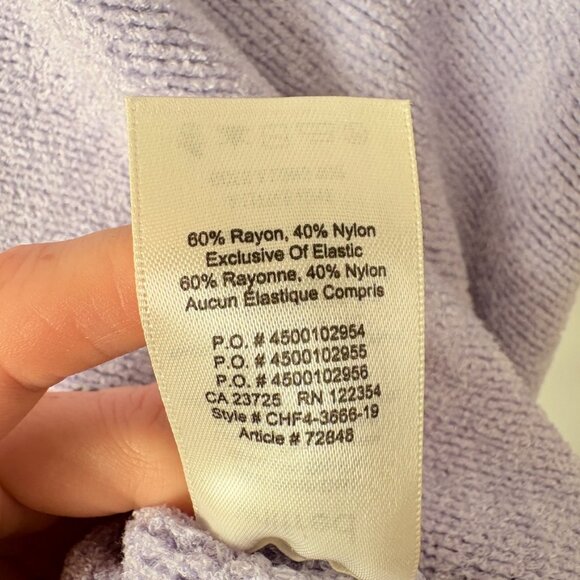 60% Rayon, 40% Nylon
Exclusive Of Elastic
60% Rayonne, 40% Nylon
Aucun Élastique Compris
P.O. # 4500102954
P.O. # 4500102955
P.O. # 4500102956
CA 23725 RN 122354
Style # CHF4-3666-19
Article # 72848